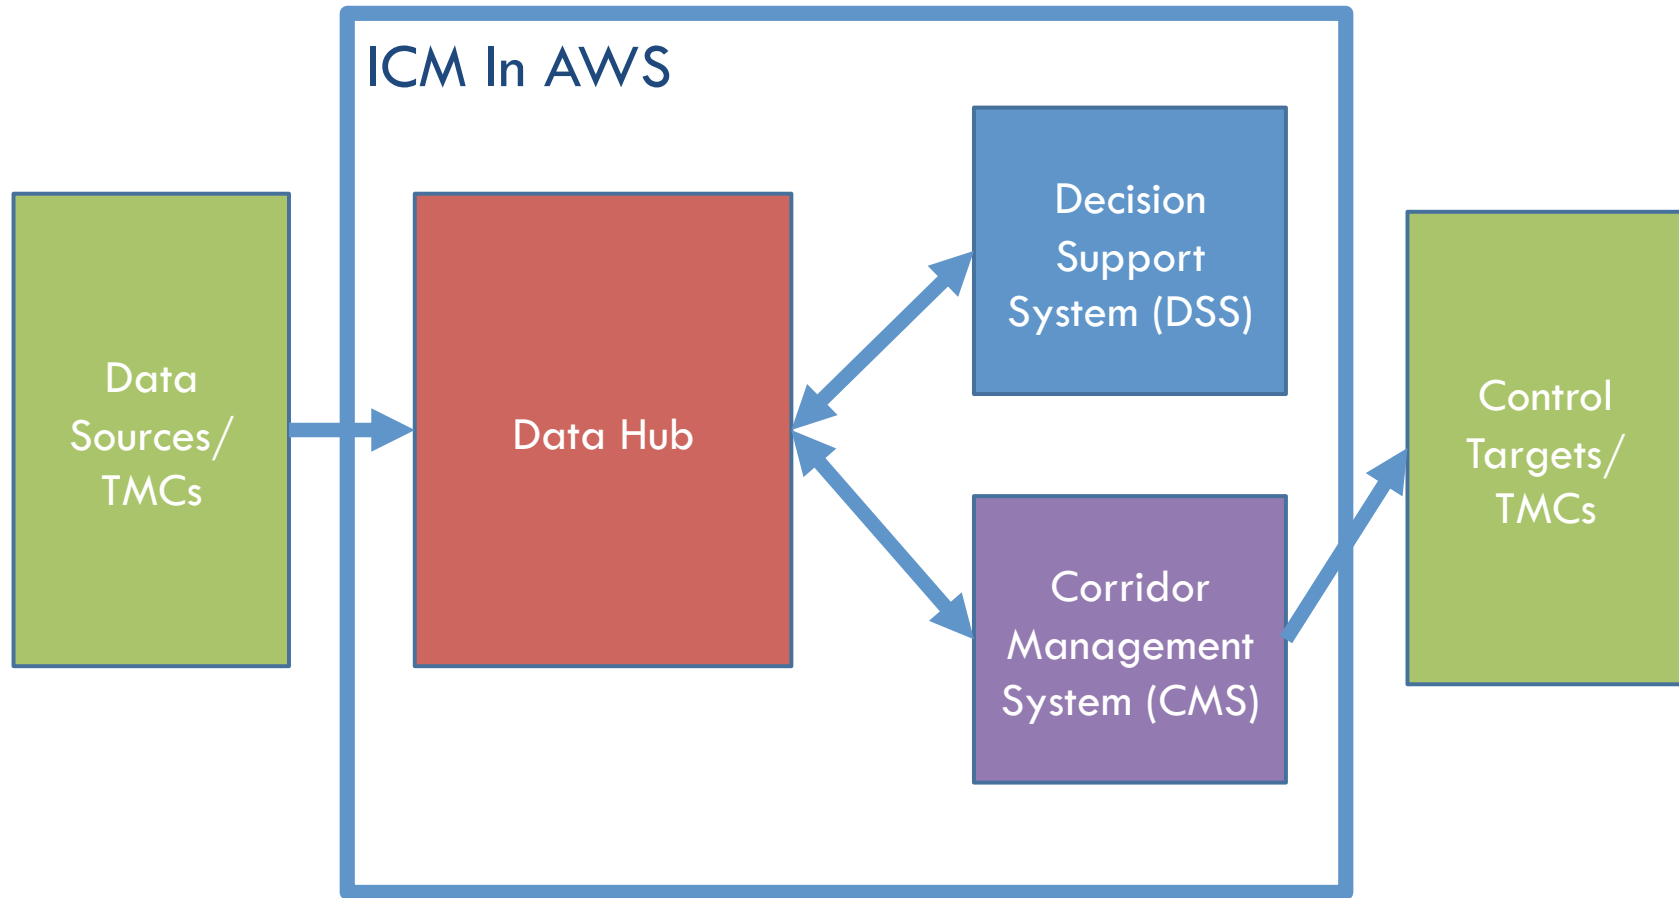 ICM In AWS
Data
Sources/
TMCs
Data Hub
Decision
Support
System (DSS)
Corridor
Management
System (CMS)
Control
Targets/
TMCs